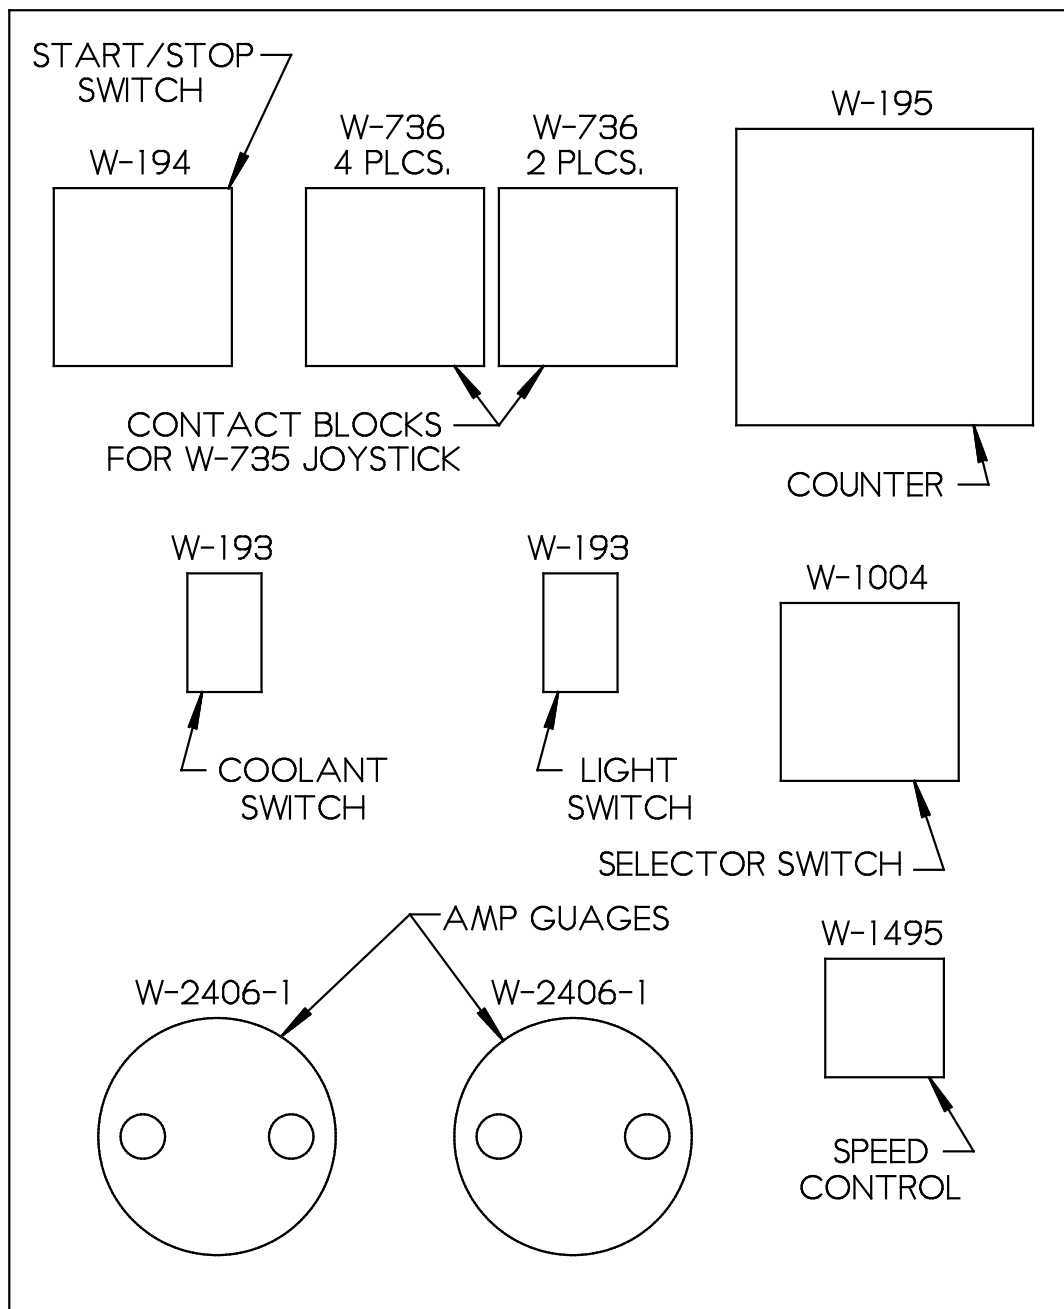 START/STOP
SWITCH
W-194
W-736
4 PLCS.
W-736
2 PLCS.
W-195
CONTACT BLOCKS
FOR W-735 JOYSTICK
COUNTER
W-193
W-193
W-1004
COOLANT
SWITCH
LIGHT
SWITCH
SELECTOR SWITCH
AMP GUAGES
W-1495
W-2406-1
W-2406-1
SPEED
CONTROL